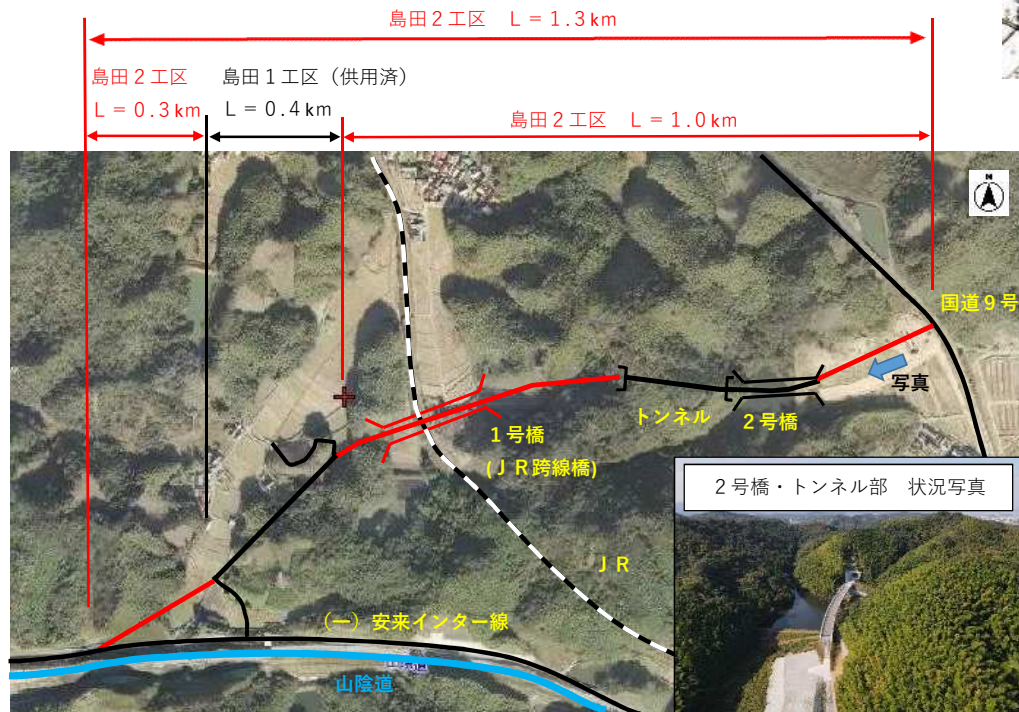 島田２工区　Ｌ＝1.3km
島田２工区
Ｌ＝0.3km
島田１工区（供用済）
Ｌ＝0.4km
島田２工区　Ｌ＝1.0km
N
国道９号
写真
トンネル
２号橋
１号橋
(ＪＲ跨線橋)
ＪＲ
（一）安来インター線
山陰道
２号橋・トンネル部　状況写真